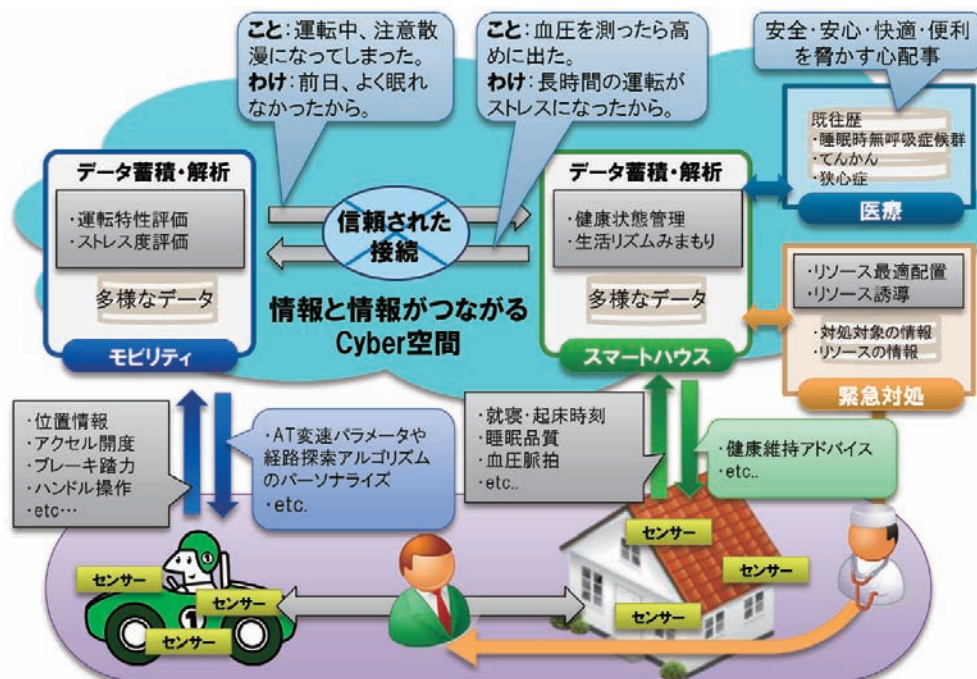 こと：運転中、注意散
漫になってしまった。
わけ：前日、よく眠れ
なかったから。
こと：血圧を測ったら高
めに出た。
わけ：長時間の運転が
ストレスになったから。
安全・安心・快適・便利
を脅かす心配事
既往歴
・睡眠時無呼吸症候群
・てんかん
・狭心症
医療
データ蓄積・解析
・運転特性評価
・ストレス度評価
多様なデータ
モビリティ
信頼された
接続
情報と情報がつながる
Cyber空間
データ蓄積・解析
・健康状態管理
・生活リズムみまもり
多様なデータ
スマートハウス
・リソース最適配置
・リソース誘導
・対処対象の情報
・リソースの情報
緊急対処
・位置情報
・アクセル開度
・ブレーキ踏力
・ハンドル操作
・etc…
・AT変速パラメータや
経路探索アルゴリズム
のパーソナライズ
・etc.
・就寝・起床時刻
・睡眠品質
・血圧脈拍
・etc..
・健康維持アドバイス
・etc..
センサー
センサー
センサー
センサー
センサー
センサー
1
1